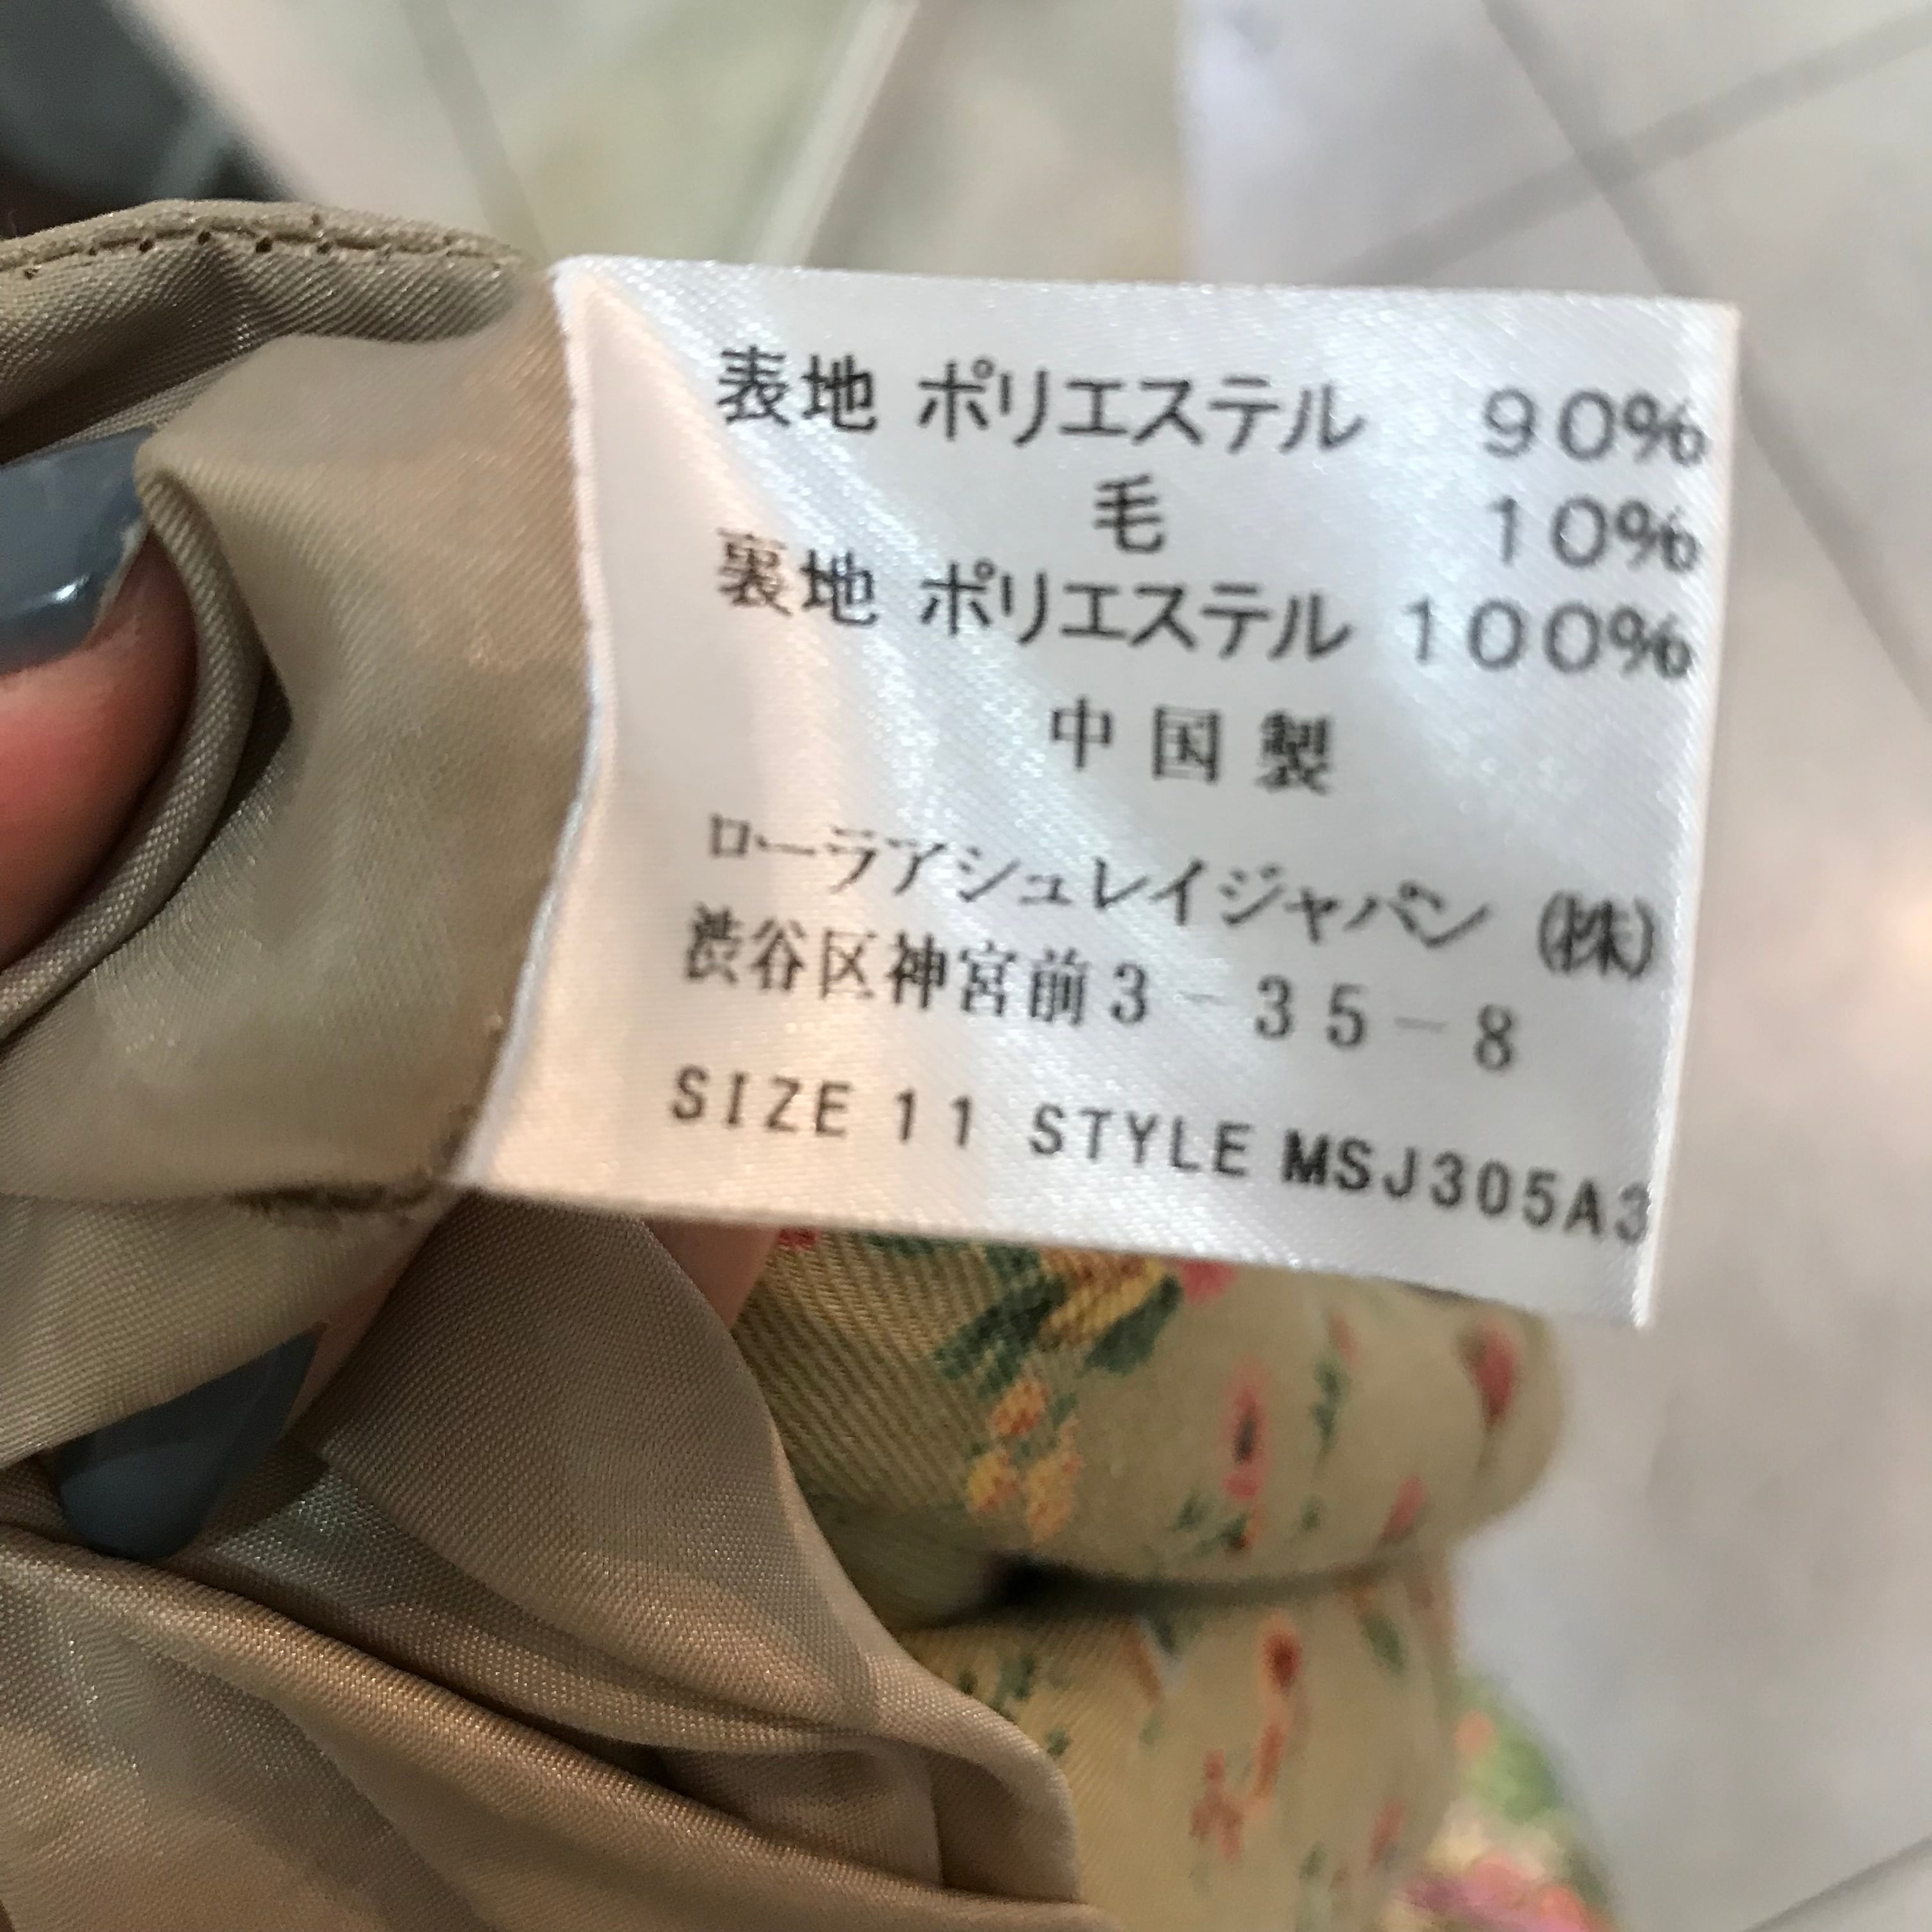 表地 ポリエステル 90%
毛 10%
裏地 ポリエステル 100%
中国製
ローラアシュレイジャパン (株)
渋谷区神宮前3-35-8
SIZE 11 STYLE MSJ305A3